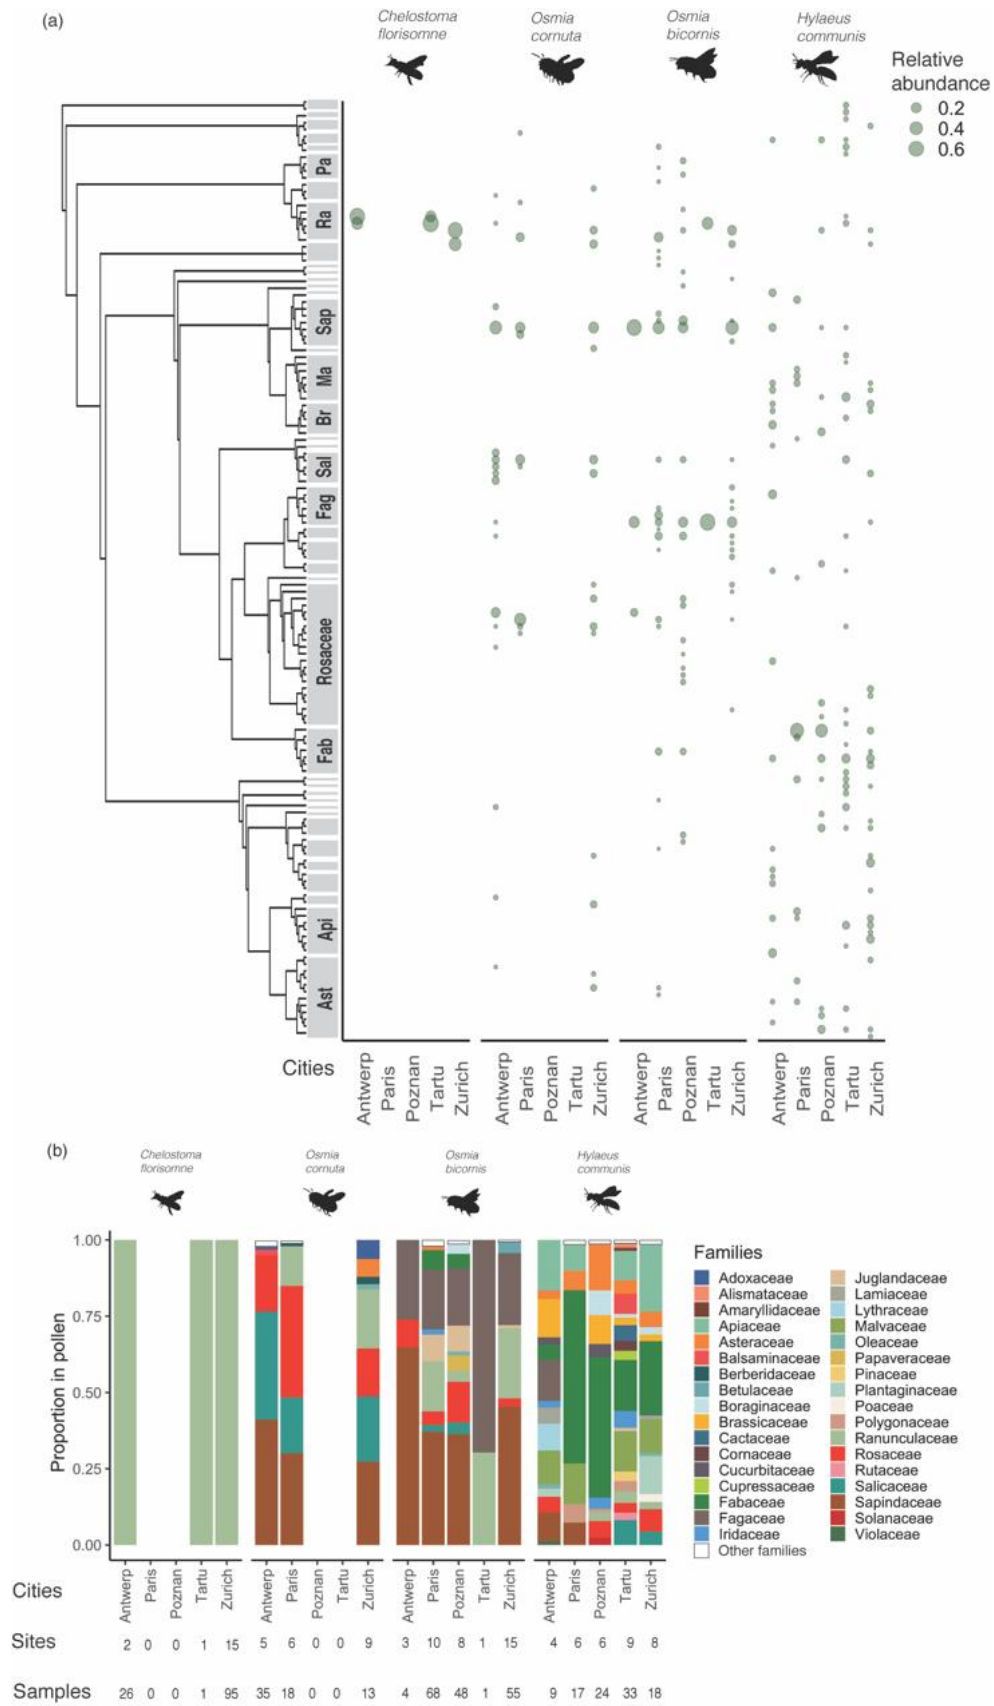 (a)
Chelostoma
florisomne
Osmia
cornuta
Osmia
bicornis
Hylaeus
communis
Relative
abundance
0.2
0.4
0.6
Pa
Ra
Sap
Ma
Br
Sal
Fag
Rosaceae
Fab
Api
Ast
Cities
Antwerp
Paris
Poznan
Tartu
Zurich
Antwerp
Paris
Poznan
Tartu
Zurich
Antwerp
Paris
Poznan
Tartu
Zurich
Antwerp
Paris
Poznan
Tartu
Zurich
(b)
Chelostoma
florisomne
Osmia
cornuta
Osmia
bicornis
Hylaeus
communis
Proportion in pollen
1.00
0.75
0.50
0.25
0.00
Families
Adoxaceae
Alismataceae
Amaryllidaceae
Apiaceae
Asteraceae
Balsaminaceae
Berberidaceae
Betulaceae
Boraginaceae
Brassicaceae
Cactaceae
Cornaceae
Cucurbitaceae
Cupressaceae
Fabaceae
Fagaceae
Iridaceae
Other families
Juglandaceae
Lamiaceae
Lythraceae
Malvaceae
Oleaceae
Papaveraceae
Pinaceae
Plantaginaceae
Poaceae
Polygonaceae
Ranunculaceae
Rosaceae
Rutaceae
Salicaceae
Sapindaceae
Solanaceae
Violaceae
Cities
Antwerp
Paris
Poznan
Tartu
Zurich
Antwerp
Paris
Poznan
Tartu
Zurich
Antwerp
Paris
Poznan
Tartu
Zurich
Antwerp
Paris
Poznan
Tartu
Zurich
Sites 2 0 0 1 15 5 6 0 0 9 3 10 8 1 15 4 6 6 9 8
Samples 26 0 0 1 95 35 18 0 0 13 4 68 48 1 55 9 17 24 33 18